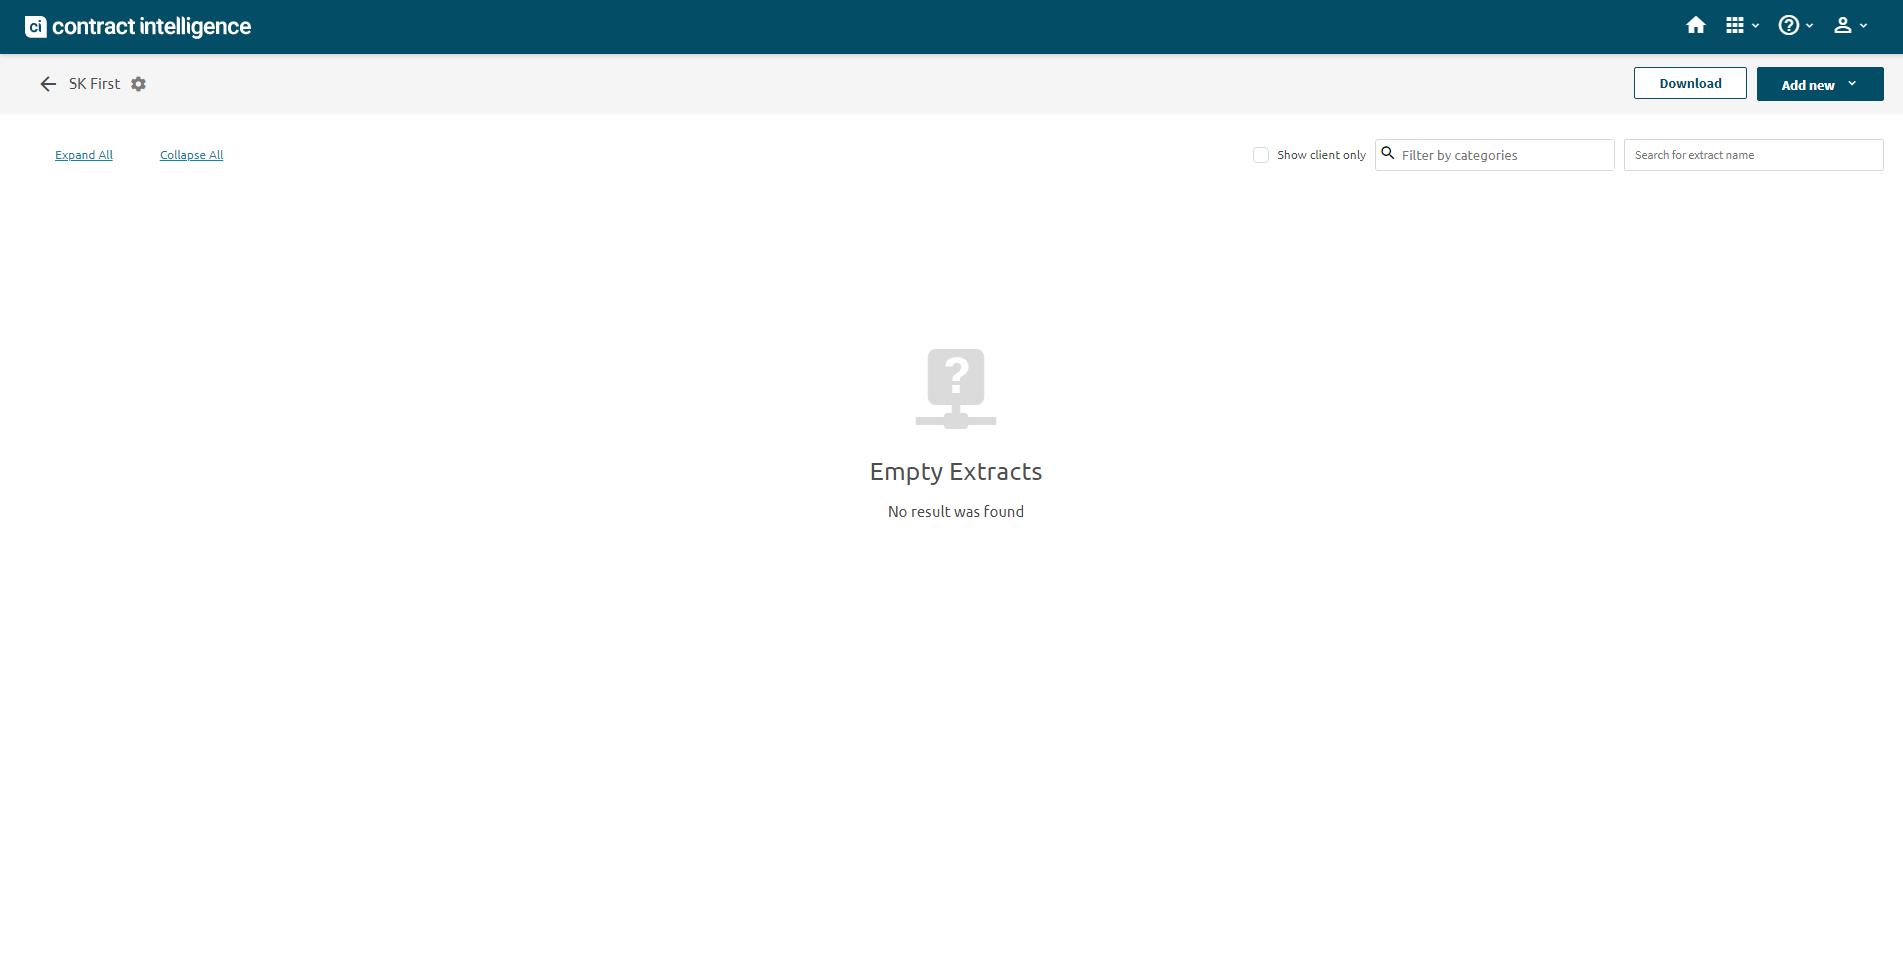 ci contract intelligence
SK First
Download
Add new
Expand All
Collapse All
Show client only
Filter by categories
Search for extract name
?
Empty Extracts
No result was found